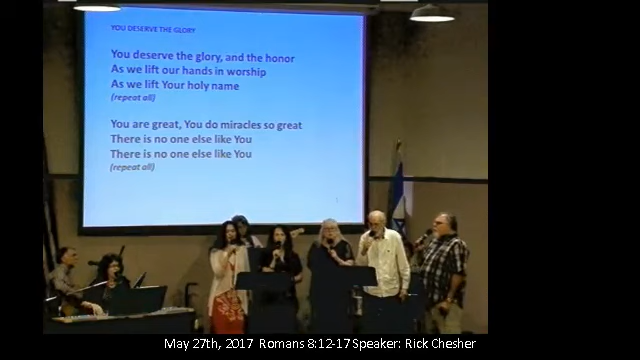 YOU DESERVE THE GLORY
You deserve the glory, and the honor
As we lift our hands in worship
As we lift Your holy name
(repeat all)
You are great, You do miracles so great
There is no one else like You
There is no one else like You
(repeat all)
May 27th, 2017 Romans 8:12-17 Speaker: Rick Chesher